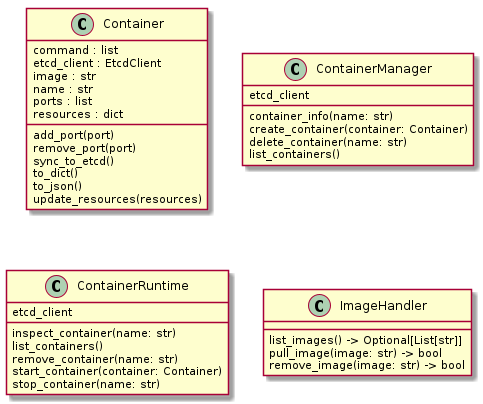 C Container
command : list
etcd_client : EtcdClient
image : str
name : str
ports : list
resources : dict
add_port(port)
remove_port(port)
sync_to_etcd()
to_dict()
to_json()
update_resources(resources)
C ContainerManager
etcd_client
container_info(name: str)
create_container(container: Container)
delete_container(name: str)
list_containers()
C ContainerRuntime
etcd_client
inspect_container(name: str)
list_containers()
remove_container(name: str)
start_container(container: Container)
stop_container(name: str)
C ImageHandler
list_images() -> Optional[List[str]]
pull_image(image: str) -> bool
remove_image(image: str) -> bool